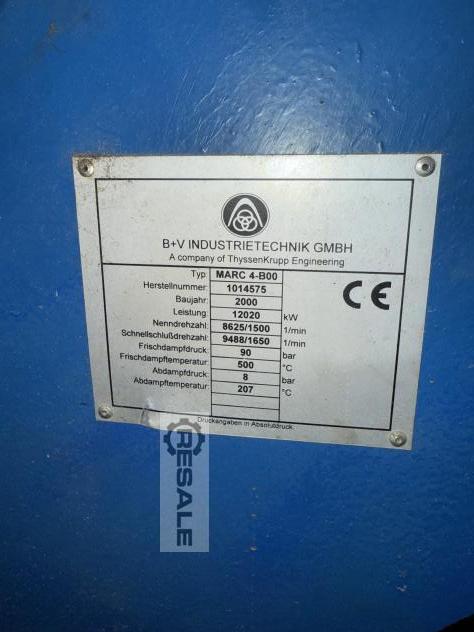 B+V INDUSTRIETECHNIK GMBH
A company of ThyssenKrupp Engineering
Typ: MARC 4-B00
Herstellnummer: 1014575
Baujahr: 2000
Leistung: 12020 kW
Nenndrehzahl: 8625/1500 1/min
Schnellschlußdrehzahl: 9488/1650 1/min
Frischdampfdruck: 90 bar
Frischdampftemperatur: 500 °C
Abdampfdruck: 8 bar
Abdampftemperatur: 207 °C
Druckangaben in Absolutdruck.
CE
RESALE